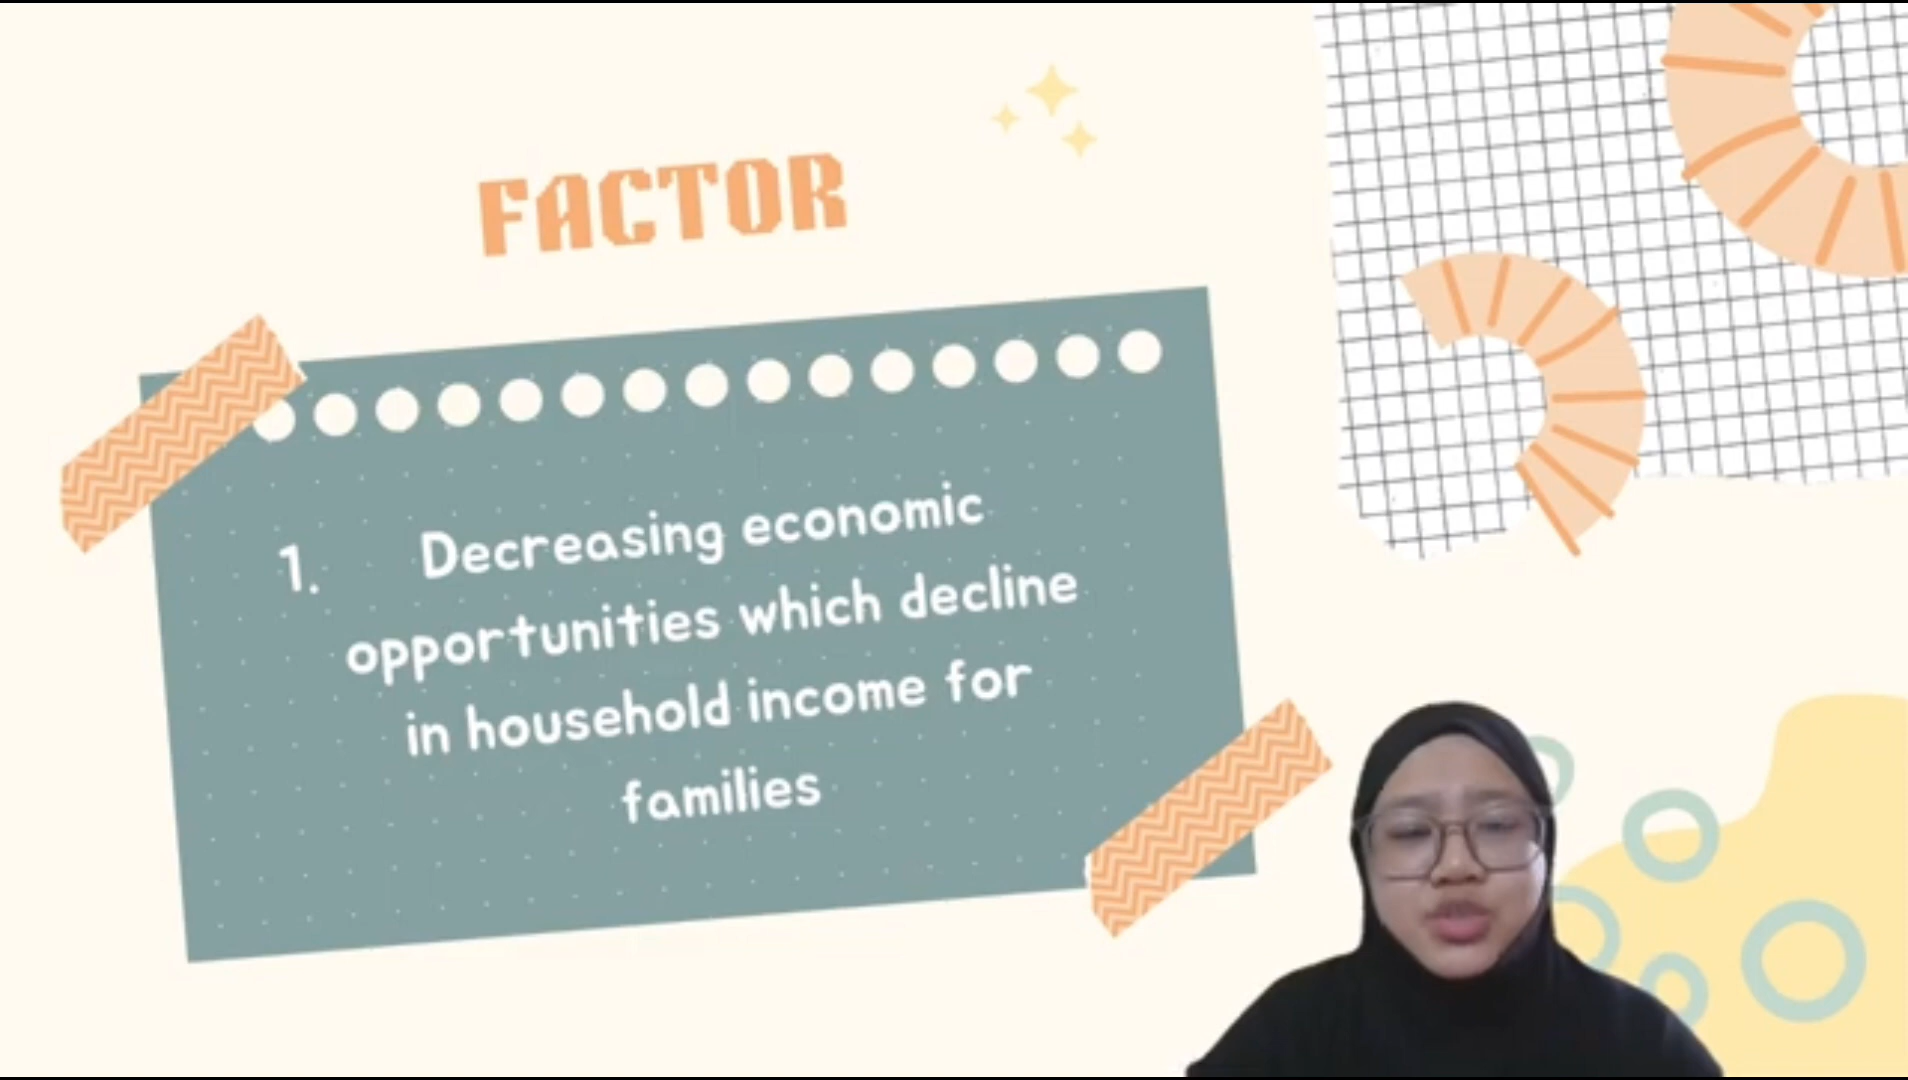 FACTOR
1. Decreasing economic
opportunities which decline
in household income for
families